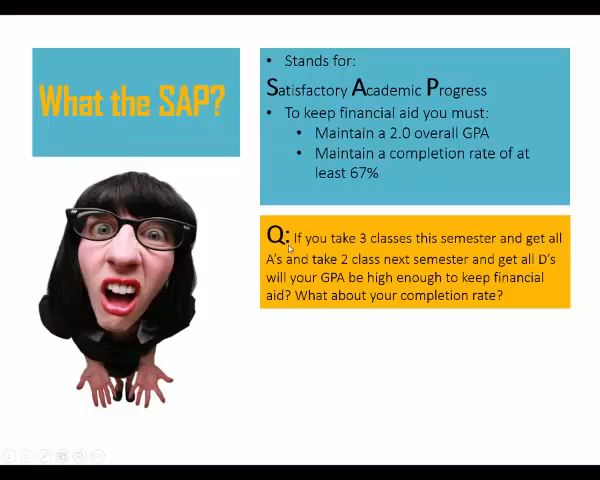 What the SAP?
• Stands for:
Satisfactory Academic Progress
• To keep financial aid you must:
• Maintain a 2.0 overall GPA
• Maintain a completion rate of at
least 67%
Q: If you take 3 classes this semester and get all
A's and take 2 class next semester and get all D's
will your GPA be high enough to keep financial
aid? What about your completion rate?